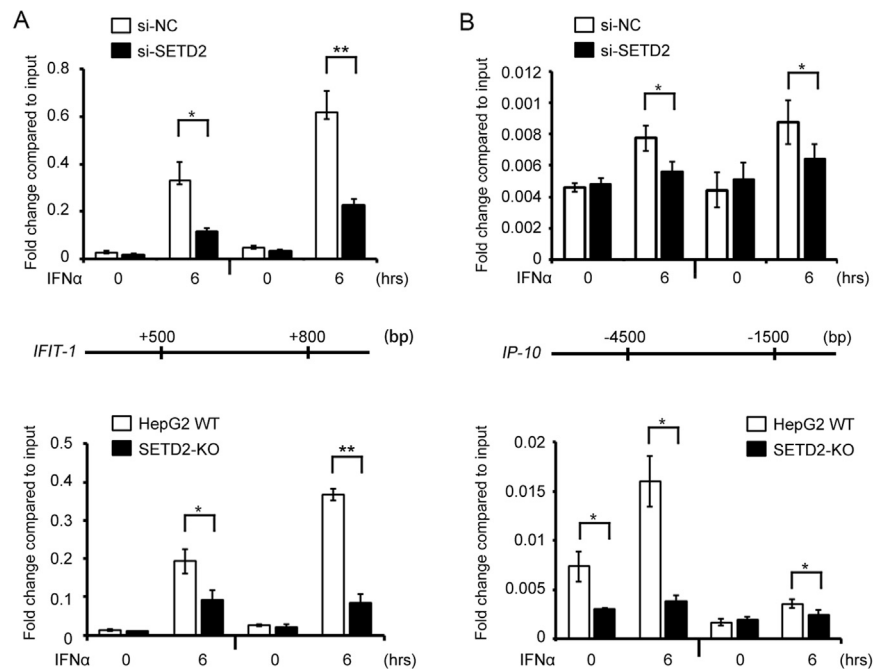 A
si-NC
si-SETD2
Fold change compared to input
0.8
0.6
0.4
0.2
0
*
**
IFNα 0 6 0 6 (hrs)
IFIT-1 +500 +800 (bp)
HepG2 WT
SETD2-KO
Fold change compared to input
0.5
0.4
0.3
0.2
0.1
0
*
**
IFNα 0 6 0 6 (hrs)
B
si-NC
si-SETD2
Fold change compared to input
0.012
0.010
0.008
0.006
0.004
0.002
0
*
*
IFNα 0 6 0 6 (hrs)
IP-10 -4500 -1500 (bp)
HepG2 WT
SETD2-KO
Fold change compared to input
0.02
0.015
0.01
0.005
0
*
*
*
IFNα 0 6 0 6 (hrs)